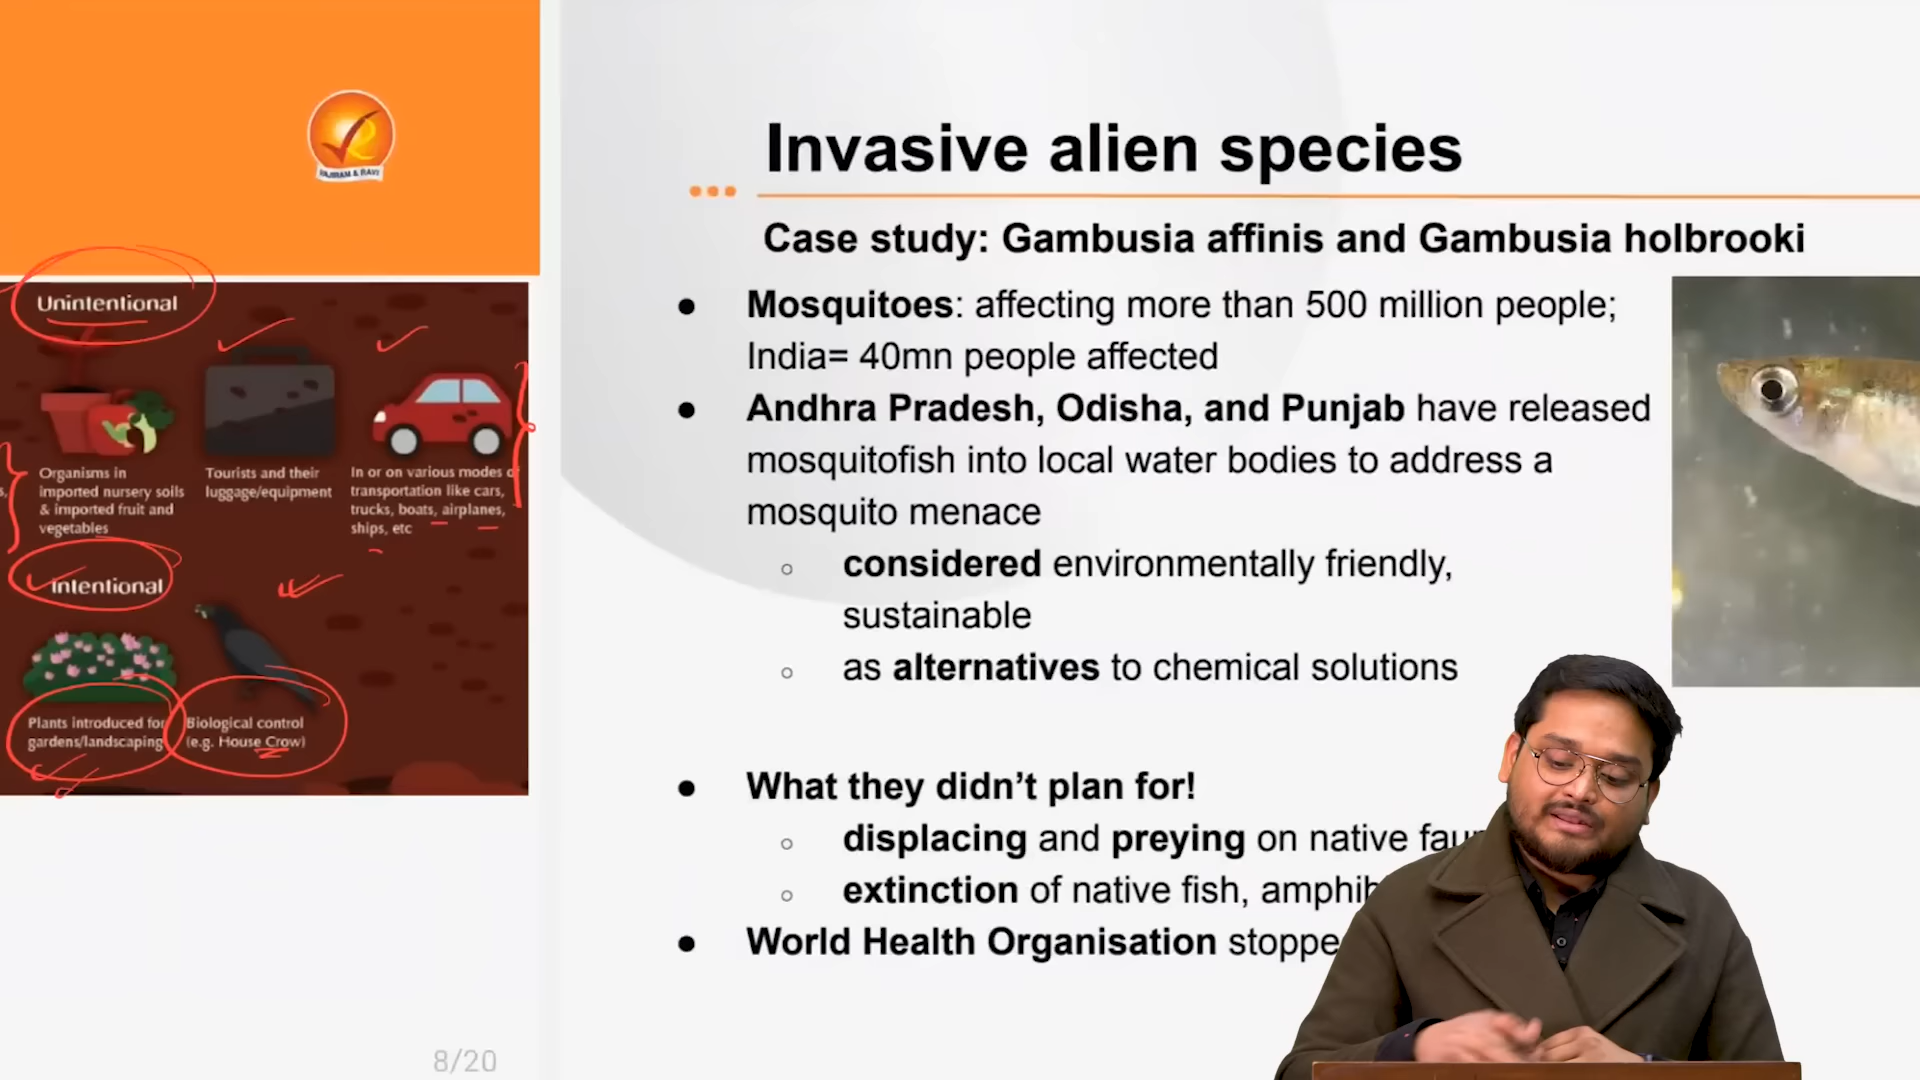 RAJIRAM & RAVI
Unintentional
Organisms in
imported nursery soils
& imported fruit and
vegetables
Tourists and their
luggage/equipment
In or on various modes
transportation like cars,
trucks, boats, airplanes,
ships, etc
Intentional
Plants introduced for
gardens/landscaping
Biological control
(e.g. House Crow)
Invasive alien species
Case study: Gambusia affinis and Gambusia holbrooki
● Mosquitoes: affecting more than 500 million people;
India= 40mn people affected
● Andhra Pradesh, Odisha, and Punjab have released
mosquitofish into local water bodies to address a
mosquito menace
○ considered environmentally friendly,
sustainable
○ as alternatives to chemical solutions
● What they didn’t plan for!
○ displacing and preying on native
○ extinction of native fish,
● World Health Organisation
8/20